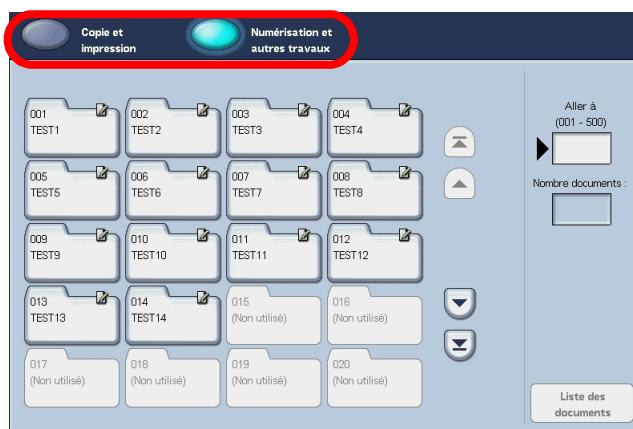 Copie et
impression
Numérisation et
autres travaux
001
TEST1
002
TEST2
003
TEST3
004
TEST4
005
TEST5
006
TEST6
007
TEST7
008
TEST8
009
TEST9
010
TEST10
011
TEST11
012
TEST12
013
TEST13
014
TEST14
015
(Non utilisé)
016
(Non utilisé)
017
(Non utilisé)
018
(Non utilisé)
019
(Non utilisé)
020
(Non utilisé)
Aller à
(001 - 500)
Nombre documents :
Liste des
documents